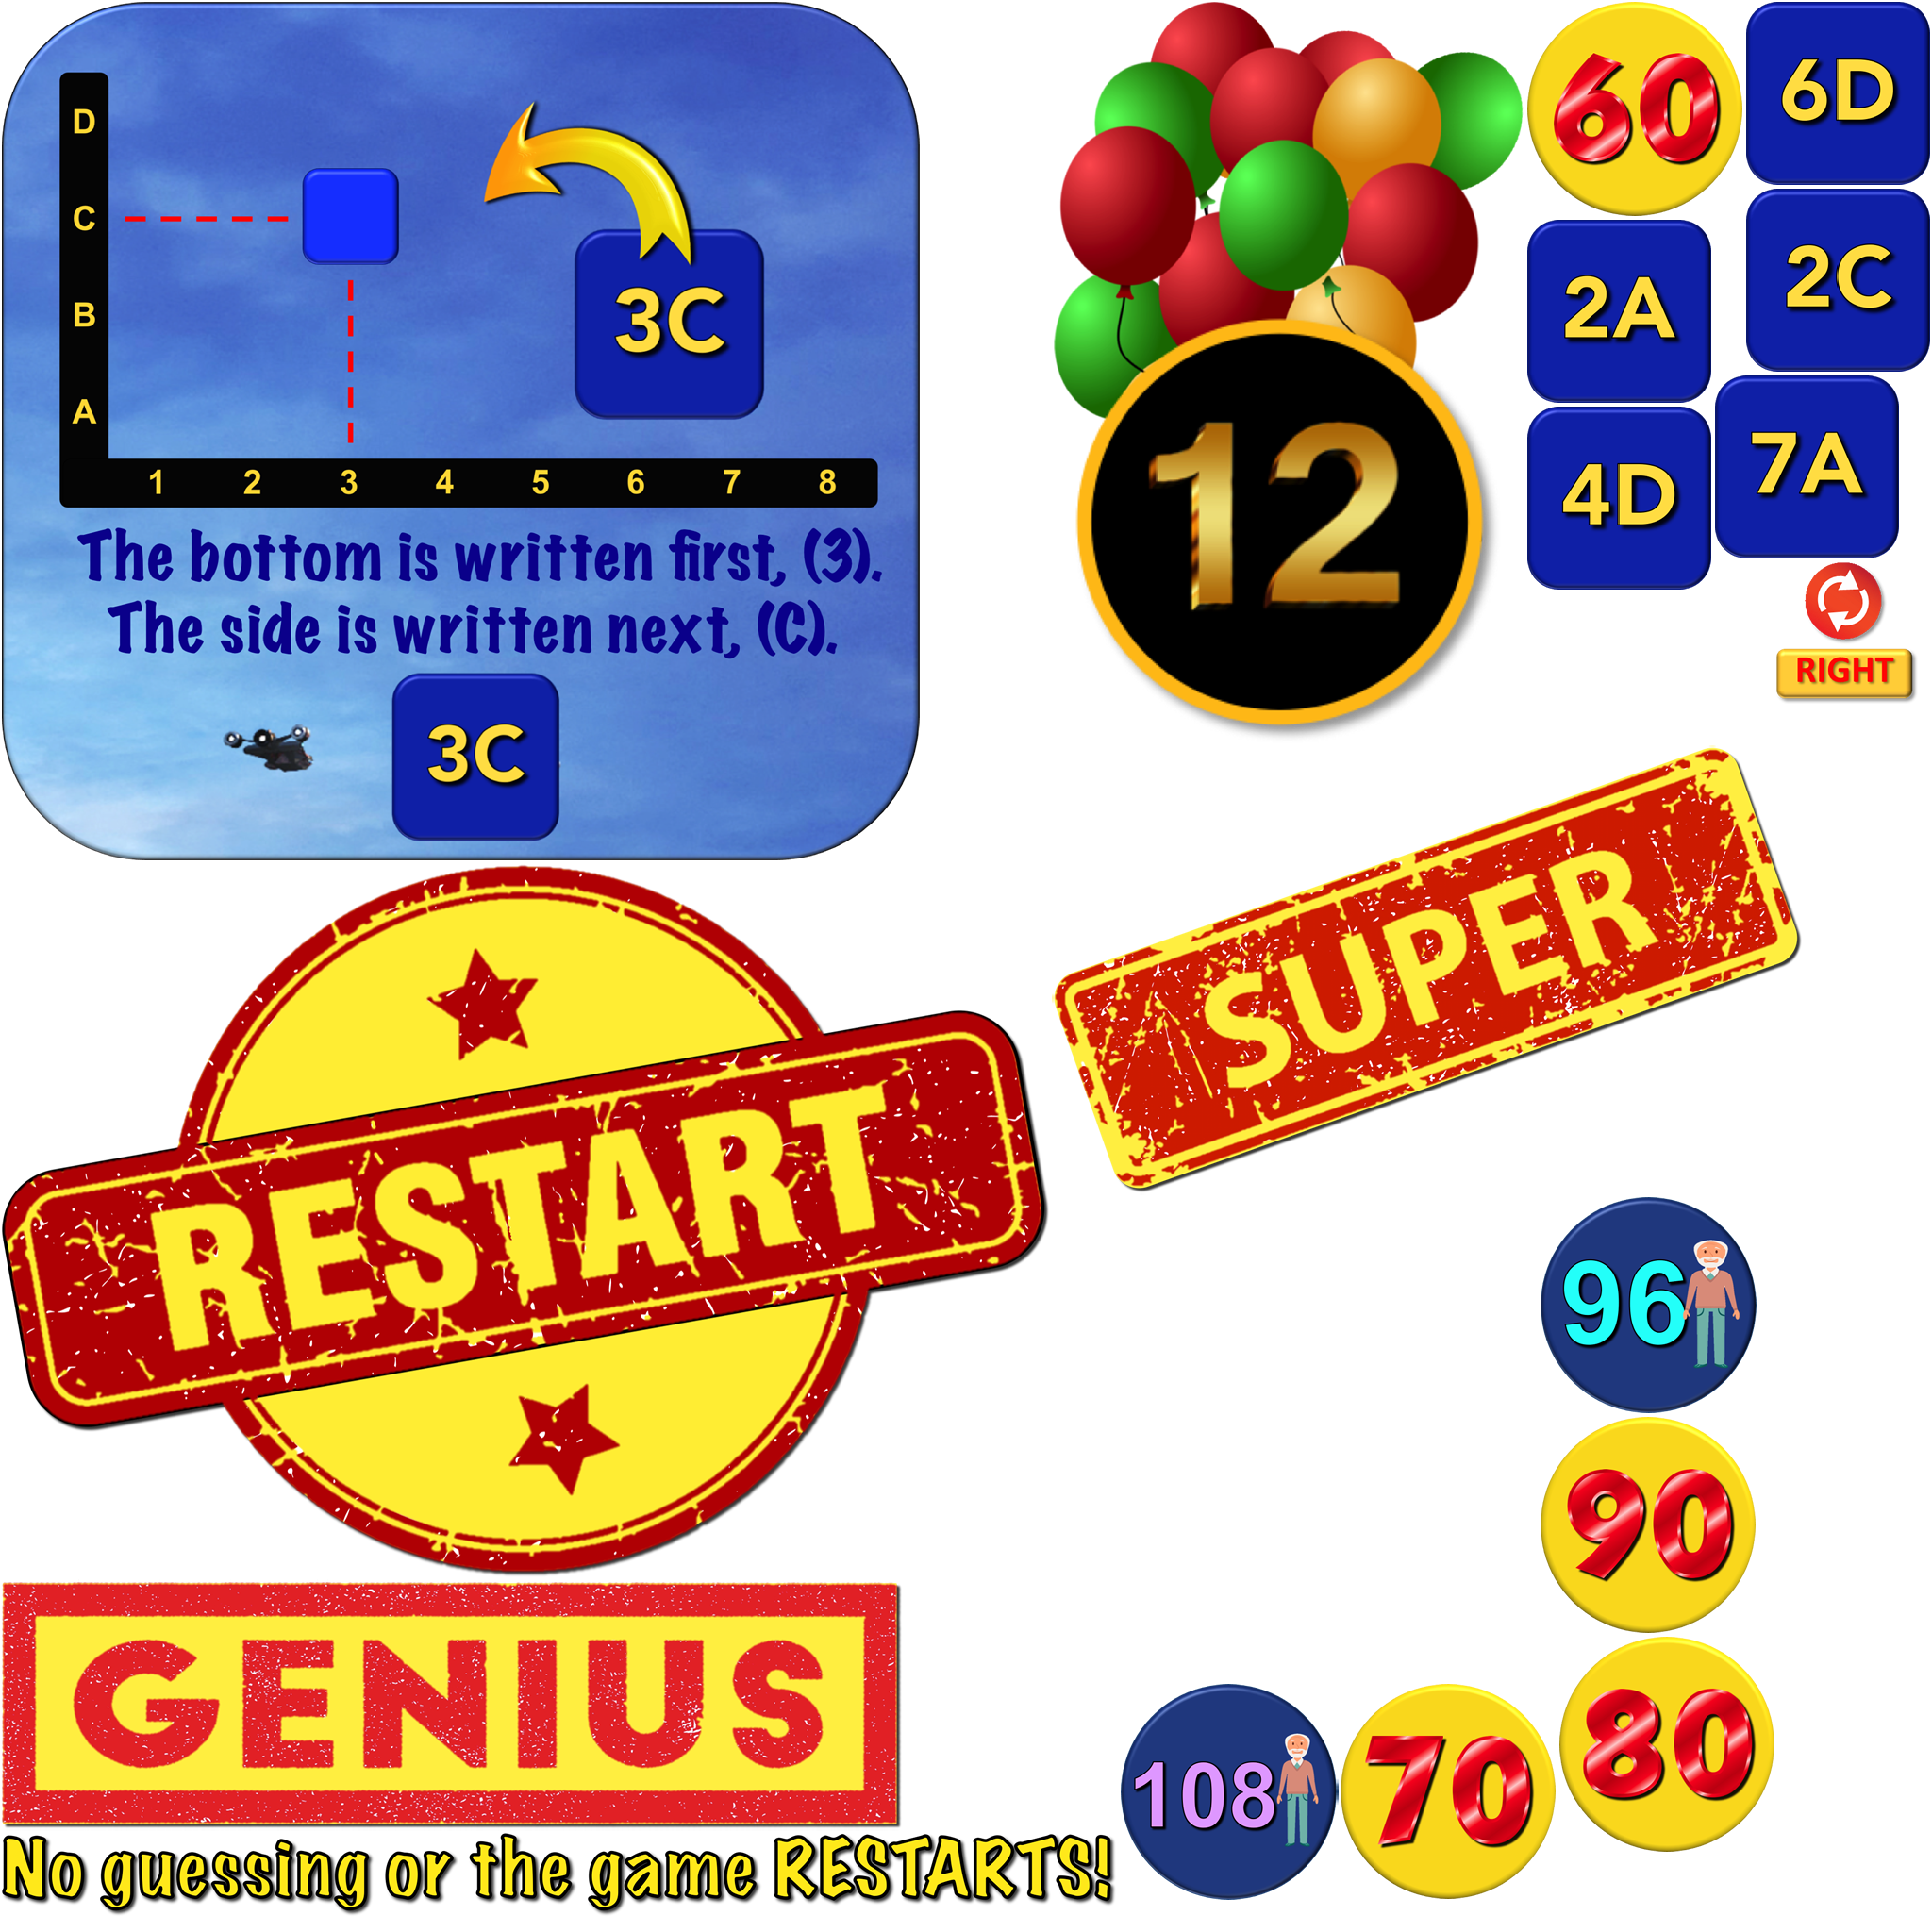 D
C
B
A
1 2 3 4 5 6 7 8
3C
The bottom is written first, (3).
The side is written next, (C).
3C
12
60
6D
2A
2C
4D
7A
RIGHT
SUPER
RESTART
96
90
GENIUS
108
70
80
No guessing or the game RESTARTS!